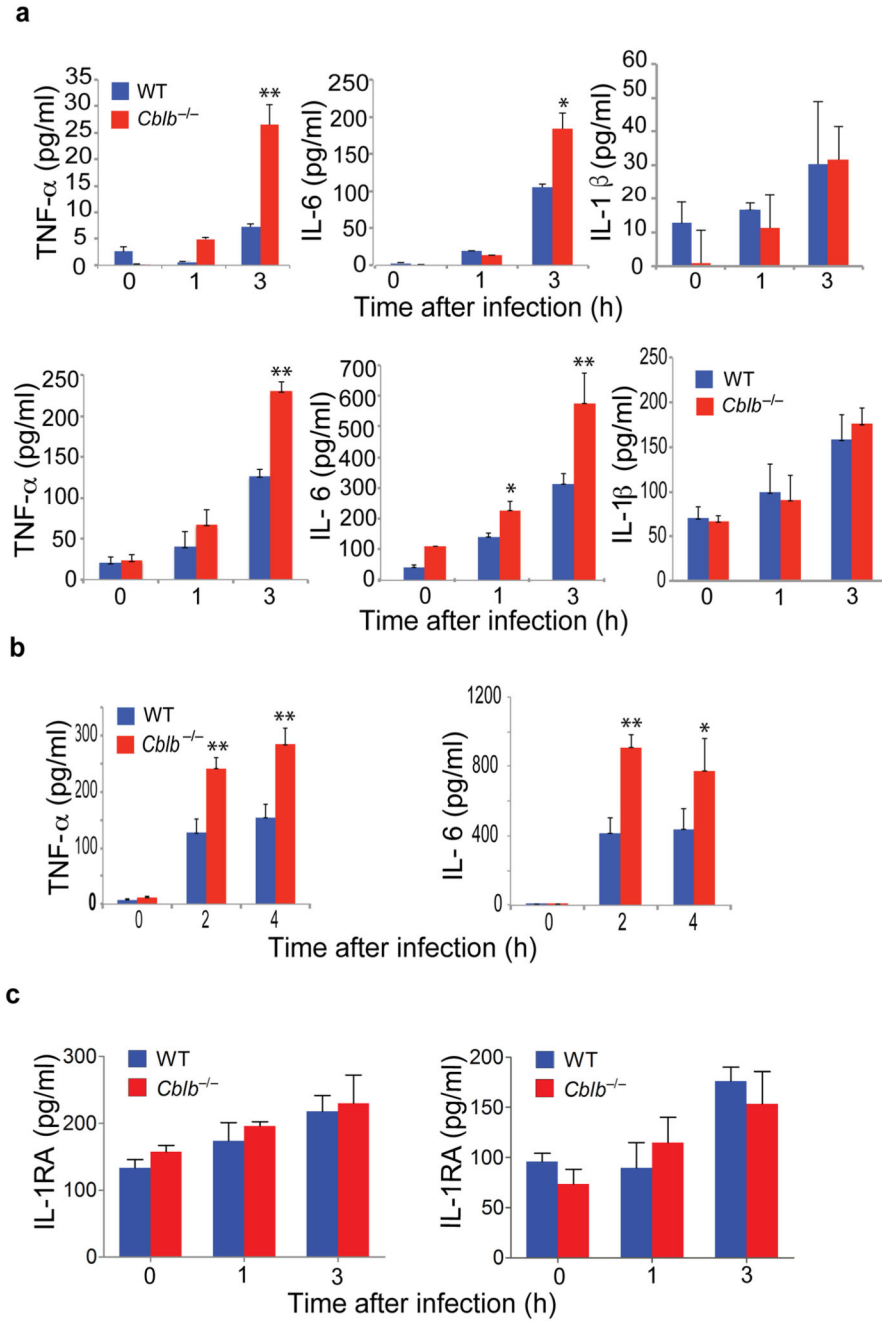 a
TNF-α (pg/ml)
40
35
30
25
20
15
10
5
0
WT
Cblb–/–
**
0 1 3
IL-6 (pg/ml)
250
200
150
100
50
0
*
0 1 3
IL-1 β (pg/ml)
60
50
40
30
20
10
0
0 1 3
Time after infection (h)
TNF-α (pg/ml)
250
200
150
100
50
0
**
0 1 3
IL- 6 (pg/ml)
700
600
500
400
300
200
100
0
*
**
0 1 3
IL-1β (pg/ml)
250
200
150
100
50
0
WT
Cblb–/–
0 1 3
Time after infection (h)
b
TNF-α (pg/ml)
300
150
0
WT
Cblb–/–
**
**
0 2 4
IL- 6 (pg/ml)
1200
800
400
0
**
*
0 2 4
Time after infection (h)
c
IL-1RA (pg/ml)
300
200
100
0
WT
Cblb–/–
0 1 3
IL-1RA (pg/ml)
200
150
100
50
0
WT
Cblb–/–
0 1 3
Time after infection (h)